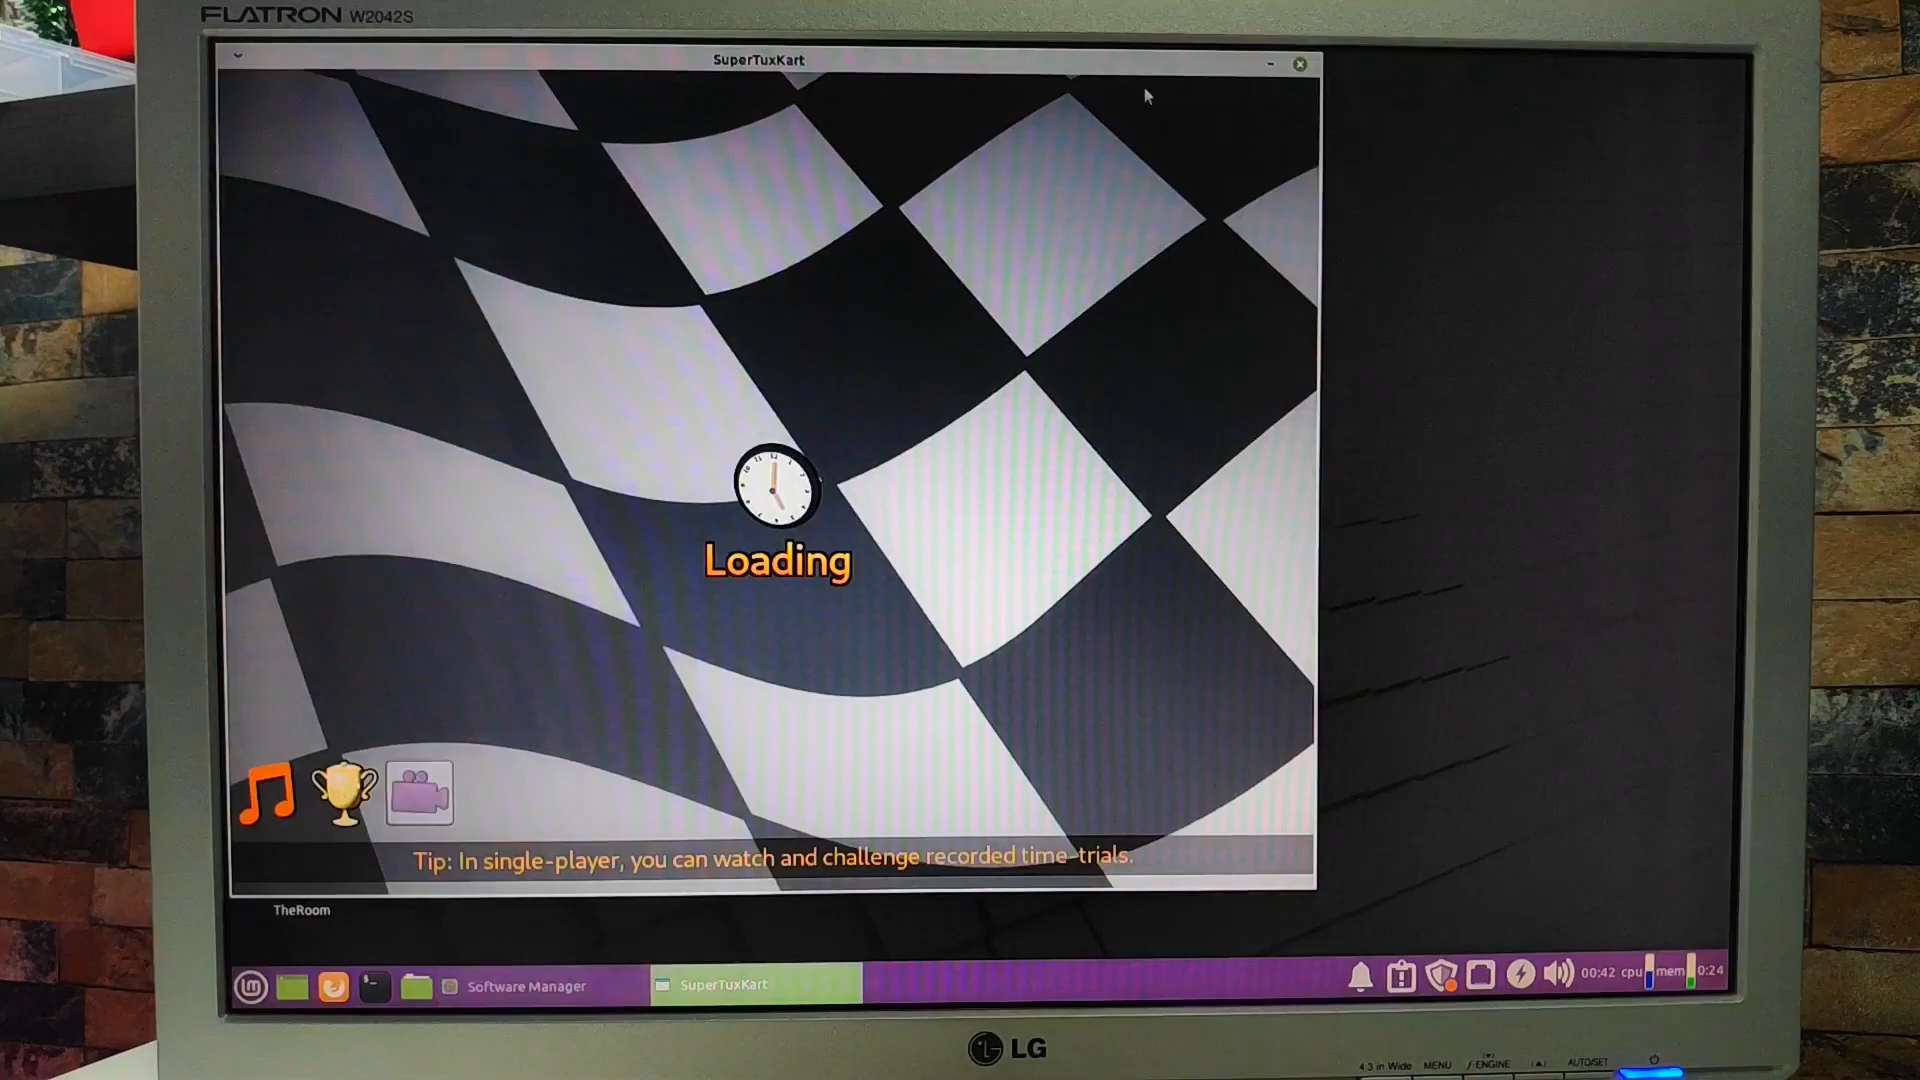 FLATRON W2042S
SuperTuxKart
Loading
Tip: In single-player, you can watch and challenge recorded time-trials.
TheRoom
Software Manager
SuperTuxKart
00:42 cpu mem 0:24
LG
4:3 in Wide MENU f-ENGINE AUTO/SET